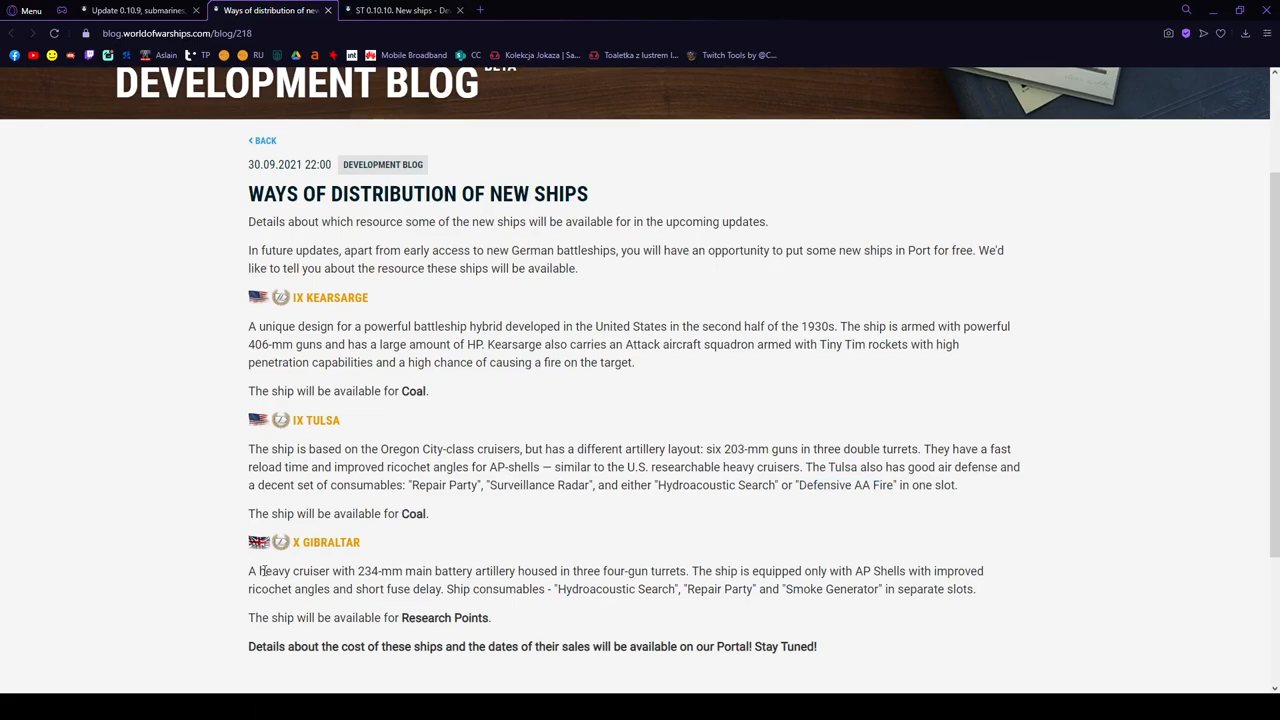 Menu
Update 0.10.9, submarines
Ways of distribution of new
ST 0.10.10. New ships - De
blog.worldofwarships.com/blog/218
Aslain
TP
RU
int
Mobile Broadband
CC
Kolekcja Jokaza | Sa...
Toaletka z lustrem I...
Twitch Tools by @C...
DEVELOPMENT BLOG BETA
< BACK
30.09.2021 22:00 DEVELOPMENT BLOG
WAYS OF DISTRIBUTION OF NEW SHIPS
Details about which resource some of the new ships will be available for in the upcoming updates.
In future updates, apart from early access to new German battleships, you will have an opportunity to put some new ships in Port for free. We'd
like to tell you about the resource these ships will be available.
IX KEARSARGE
A unique design for a powerful battleship hybrid developed in the United States in the second half of the 1930s. The ship is armed with powerful
406-mm guns and has a large amount of HP. Kearsarge also carries an Attack aircraft squadron armed with Tiny Tim rockets with high
penetration capabilities and a high chance of causing a fire on the target.
The ship will be available for Coal.
IX TULSA
The ship is based on the Oregon City-class cruisers, but has a different artillery layout: six 203-mm guns in three double turrets. They have a fast
reload time and improved ricochet angles for AP-shells — similar to the U.S. researchable heavy cruisers. The Tulsa also has good air defense and
a decent set of consumables: "Repair Party", "Surveillance Radar", and either "Hydroacoustic Search" or "Defensive AA Fire" in one slot.
The ship will be available for Coal.
X GIBRALTAR
A heavy cruiser with 234-mm main battery artillery housed in three four-gun turrets. The ship is equipped only with AP Shells with improved
ricochet angles and short fuse delay. Ship consumables - "Hydroacoustic Search", "Repair Party" and "Smoke Generator" in separate slots.
The ship will be available for Research Points.
Details about the cost of these ships and the dates of their sales will be available on our Portal! Stay Tuned!